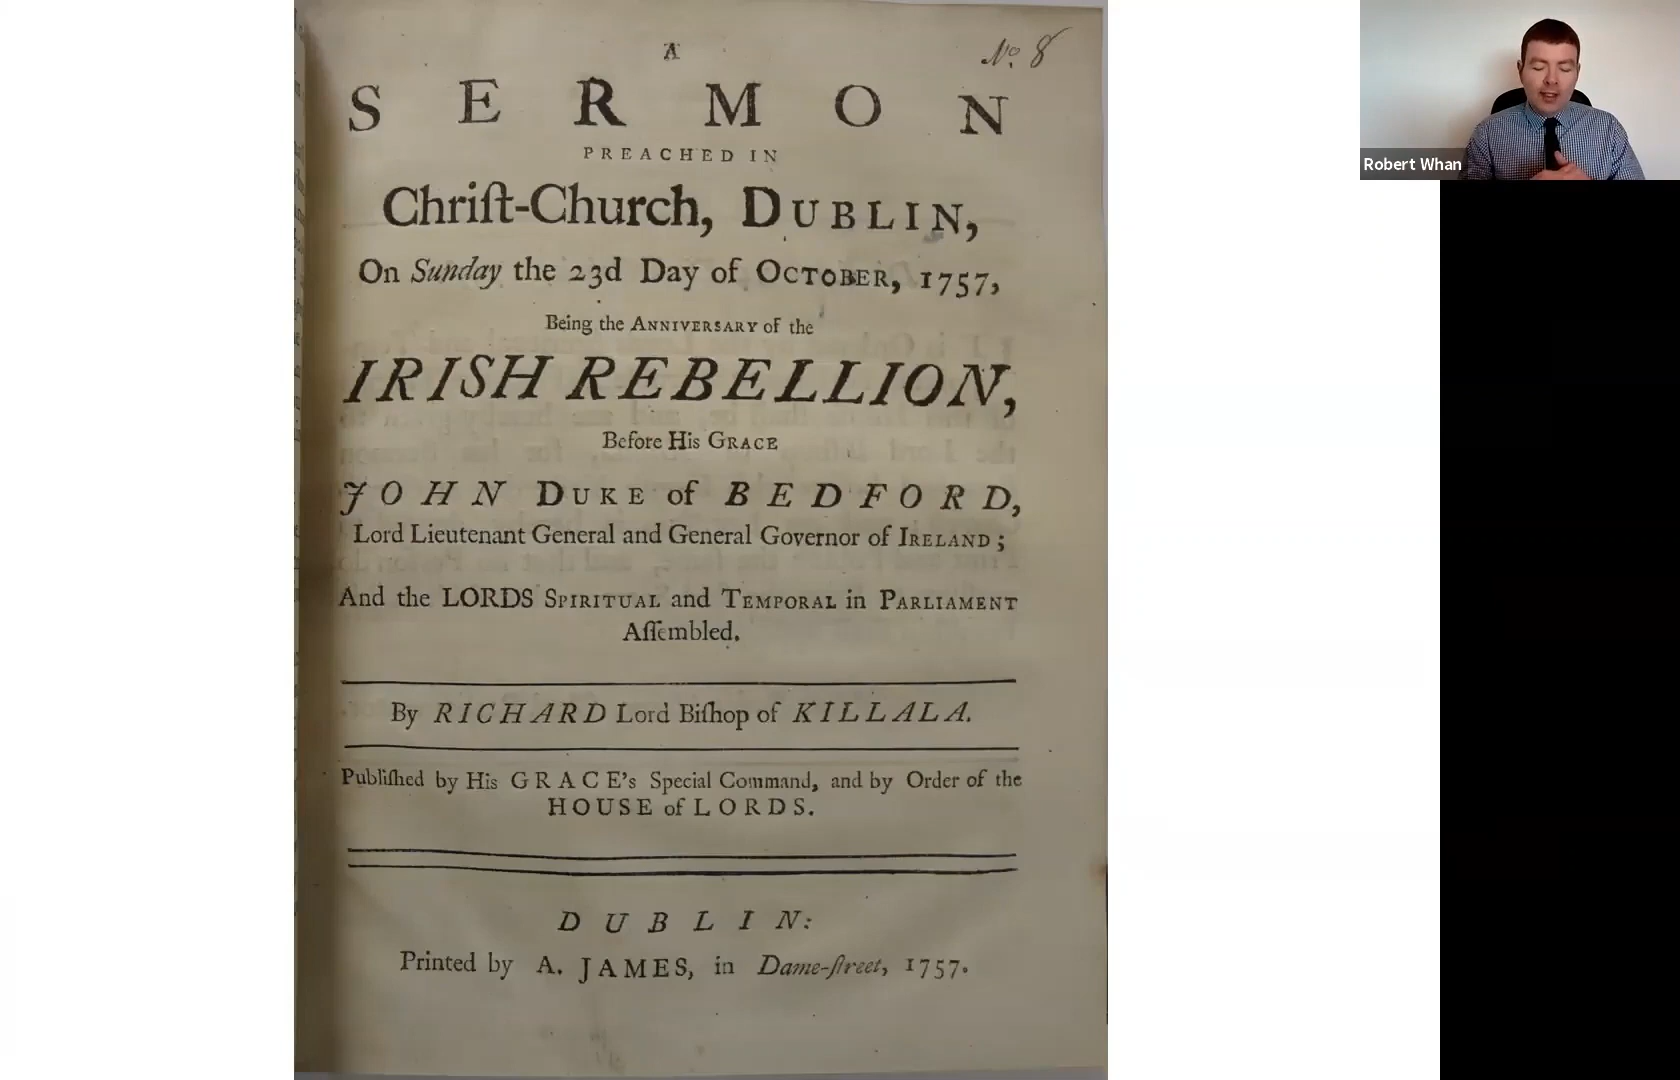 A
Nº. 8
SERMON
PREACHED IN
Chriſt-Church, DUBLIN,
On Sunday the 23d Day of OCTOBER, 1757,
Being the ANNIVERSARY of the
IRISH REBELLION,
Before His GRACE
JOHN DUKE of BEDFORD,
Lord Lieutenant General and General Governor of IRELAND;
And the LORDS SPIRITUAL and TEMPORAL in PARLIAMENT
Aſſembled.
By RICHARD Lord Biſhop of KILLALA.
Publiſhed by His GRACE's Special Command, and by Order of the
HOUSE of LORDS.
DUBLIN:
Printed by A. JAMES, in Dame-ſtreet, 1757.
Robert Whan